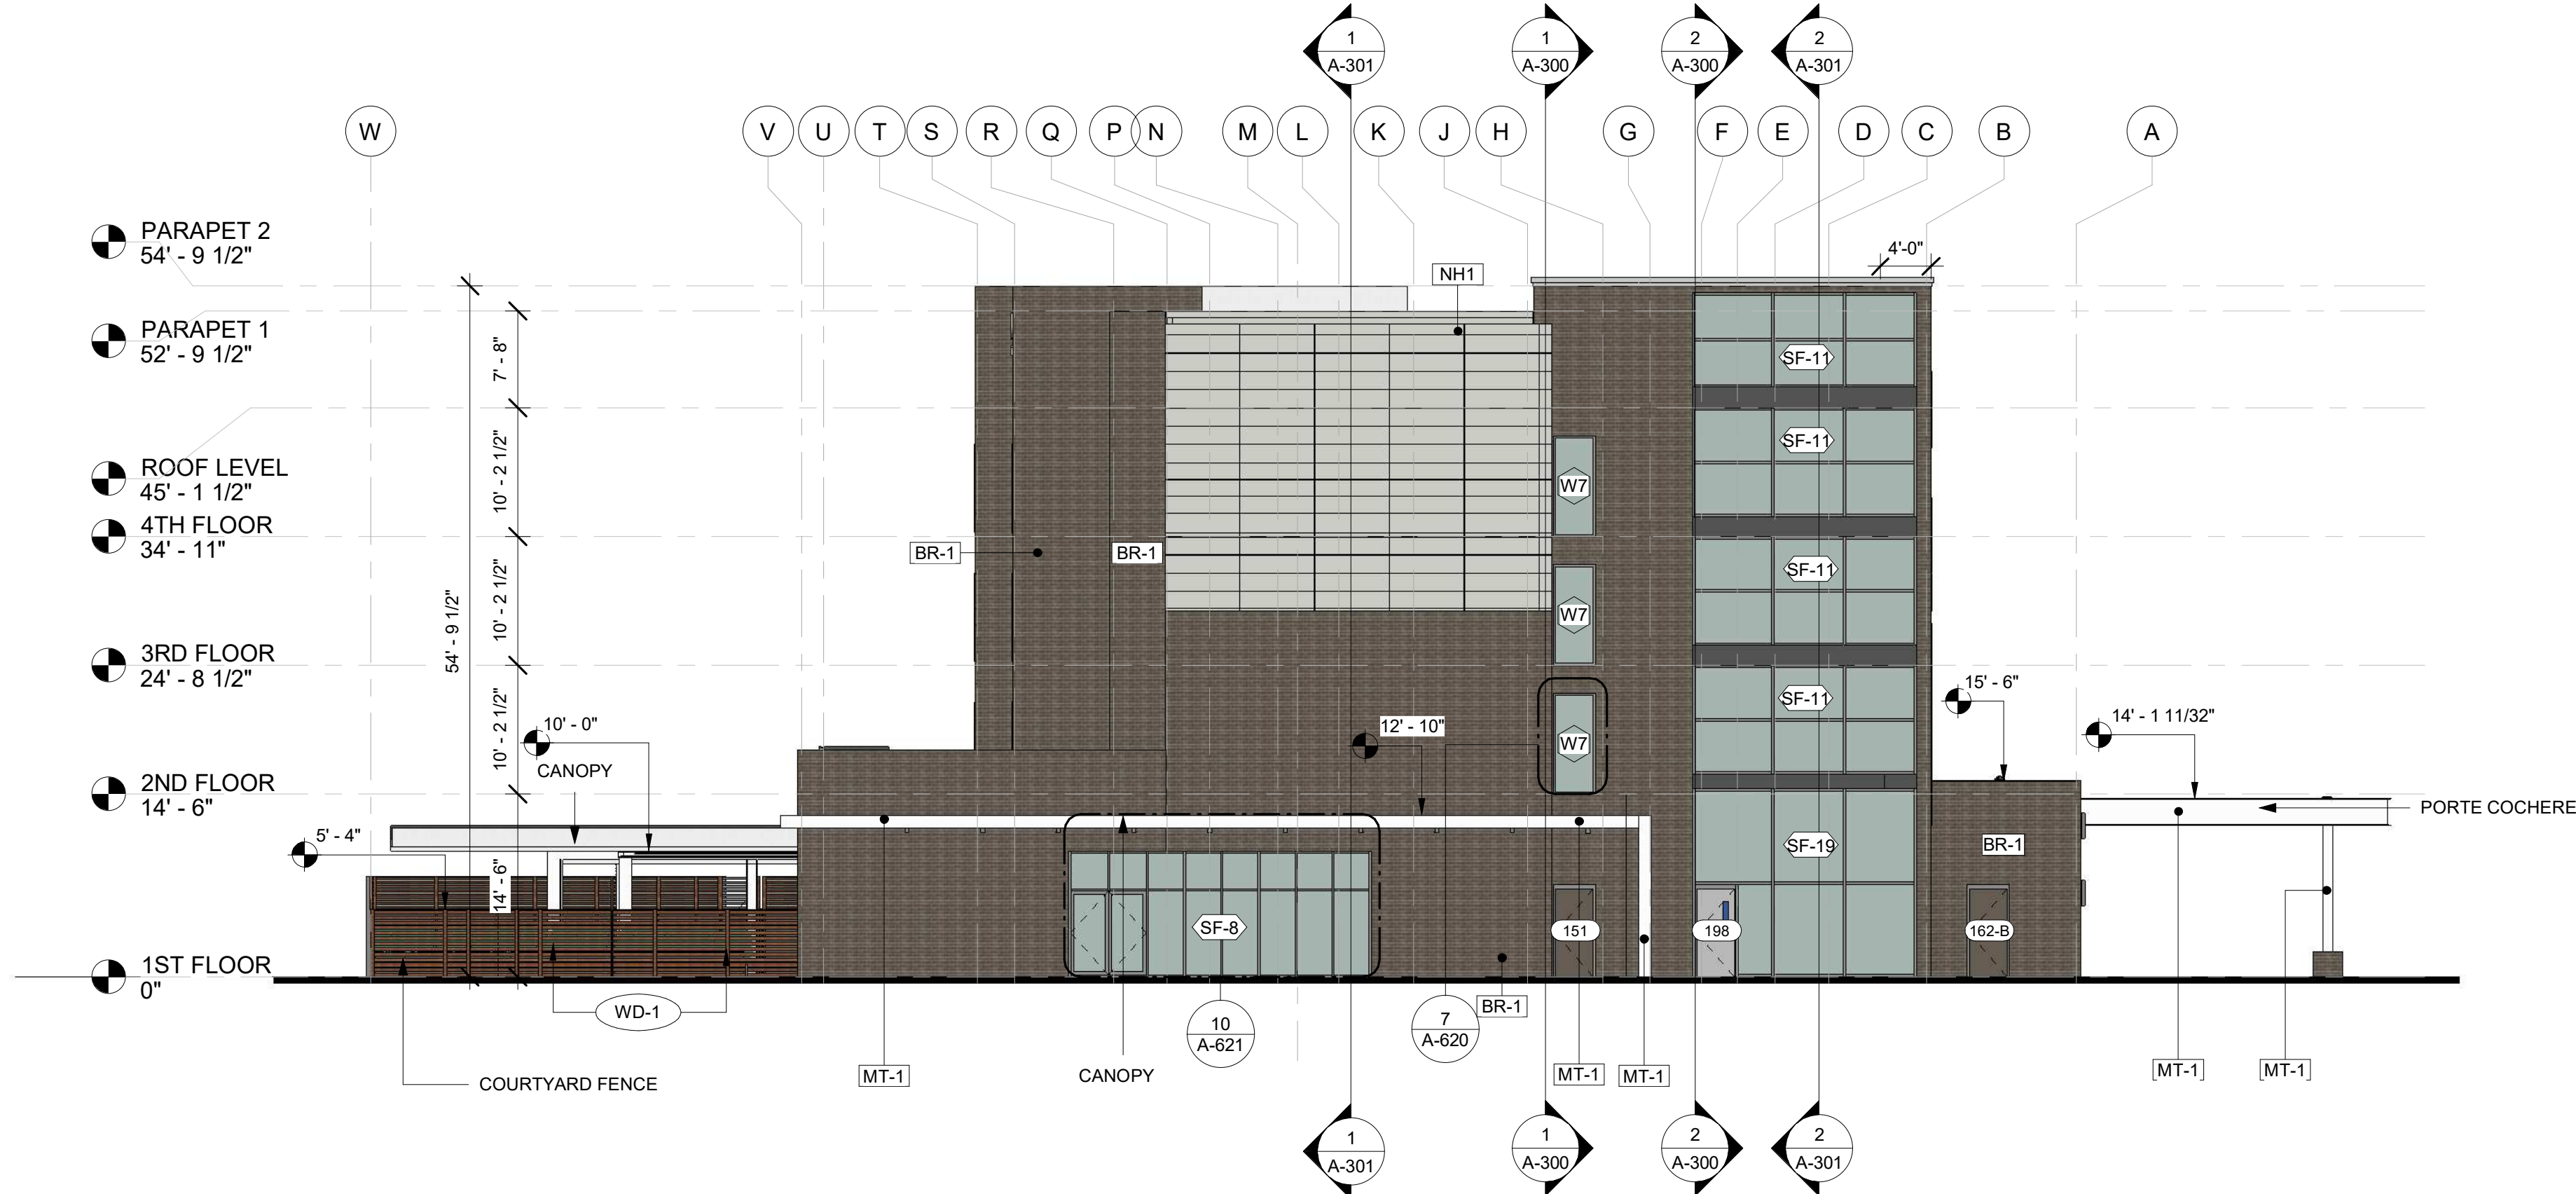 1
A-301
1
A-300
2
A-300
2
A-301
W
V
U
T
S
R
Q
P
N
M
L
K
J
H
G
F
E
D
C
B
A
PARAPET 2
54' - 9 1/2"
PARAPET 1
52' - 9 1/2"
ROOF LEVEL
45' - 1 1/2"
4TH FLOOR
34' - 11"
3RD FLOOR
24' - 8 1/2"
2ND FLOOR
14' - 6"
1ST FLOOR
0"
54' - 9 1/2"
7' - 8"
10' - 2 1/2"
10' - 2 1/2"
10' - 2 1/2"
14' - 6"
4'-0"
NH1
SF-11
SF-11
SF-11
SF-11
SF-19
W7
W7
W7
BR-1
BR-1
10' - 0"
CANOPY
5' - 4"
12' - 10"
15' - 6"
14' - 1 11/32"
PORTE COCHERE
BR-1
SF-8
151
198
162-B
WD-1
COURTYARD FENCE
MT-1
CANOPY
10
A-621
7
A-620
BR-1
MT-1
MT-1
MT-1
MT-1
1
A-301
1
A-300
2
A-300
2
A-301